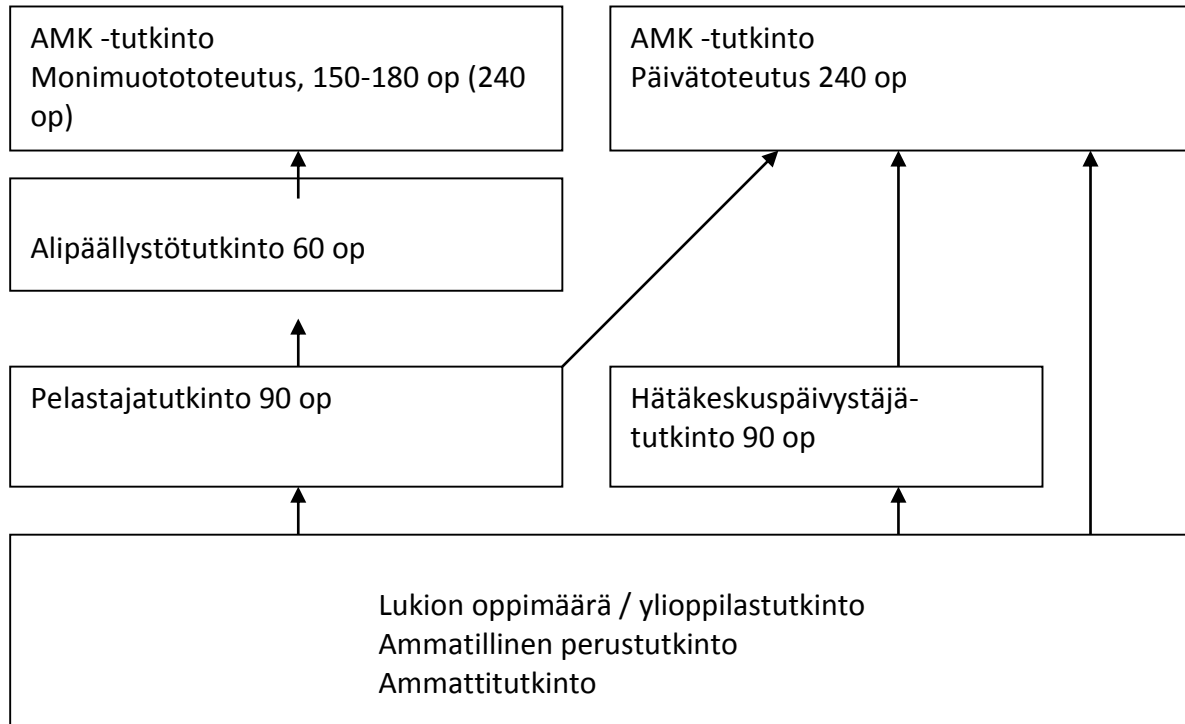 AMK -tutkinto
Monimuotototeutus, 150-180 op (240
op)
AMK -tutkinto
Päivätoteutus 240 op
Alipäällystötutkinto 60 op
Pelastajatutkinto 90 op
Hätäkeskuspäivystäjä-
tutkinto 90 op
Lukion oppimäärä / ylioppilastutkinto
Ammatillinen perustutkinto
Ammattitutkinto